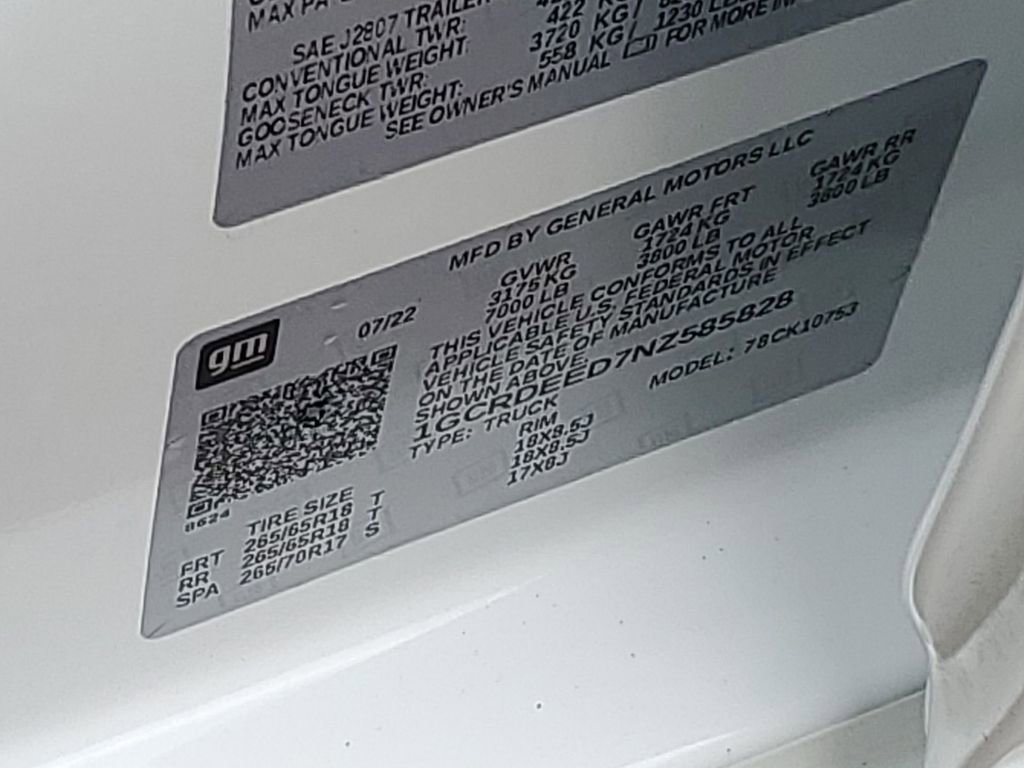 SAE J2807 TRAILER
CONVENTIONAL TWR:
MAX TONGUE WEIGHT: 422
GOOSENECK TWR: 3720 KG/
MAX TONGUE WEIGHT: 558 KG/ 1230
SEE OWNER'S MANUAL FOR MORE
MFD BY GENERAL MOTORS LLC
gm
07/22
GVWR GAWR FRT GAWR RR
3175 KG 1724 KG 1724 KG
7000 LB 3800 LB 3800 LB
THIS VEHICLE CONFORMS TO ALL
APPLICABLE U.S. FEDERAL MOTOR
VEHICLE SAFETY STANDARDS IN EFFECT
ON THE DATE OF MANUFACTURE
SHOWN ABOVE.
1GCRDEED7NZ585828
TYPE: TRUCK MODEL: 78CK10753
8624
TIRE SIZE RIM
FRT 265/65R18 T 18X8.5J
RR 265/65R18 T 18X8.5J
SPA 265/70R17 S 17X8J